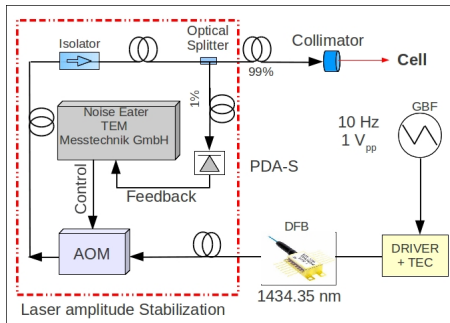 Isolator
Optical
Splitter
Collimator
99%
Cell
1%
Noise Eater
TEM
Messtechnik GmbH
GBF
10 Hz
1 Vpp
PDA-S
Feedback
Control
AOM
DFB
DRIVER
+ TEC
1434.35 nm
Laser amplitude Stabilization